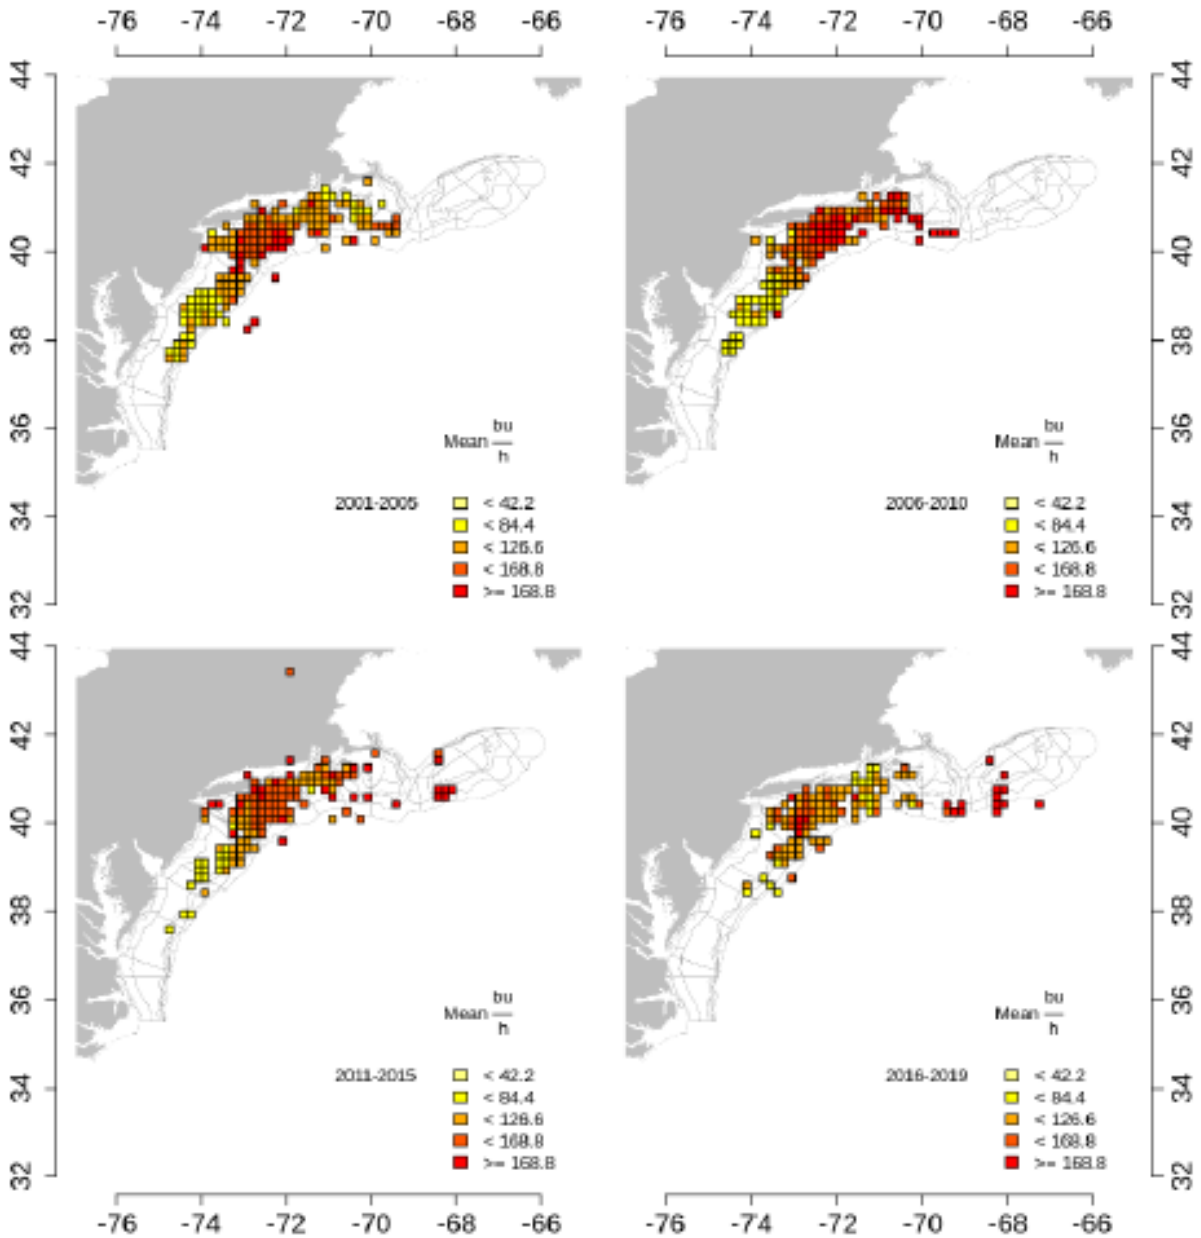 -76 -74 -72 -70 -68 -66 -76 -74 -72 -70 -68 -66
44 44
42 42
40 40
38 38
36 36
34 34
32 32
Mean bu/h Mean bu/h
2001-2005 < 42.2 2006-2010 < 42.2
< 84.4 < 84.4
< 126.6 < 126.6
< 168.8 < 168.8
>= 168.8 >= 168.8
44 44
42 42
40 40
38 38
36 36
34 34
32 32
Mean bu/h Mean bu/h
2011-2015 < 42.2 2016-2019 < 42.2
< 84.4 < 84.4
< 126.6 < 126.6
< 168.8 < 168.8
>= 168.8 >= 168.8
-76 -74 -72 -70 -68 -66 -76 -74 -72 -70 -68 -66